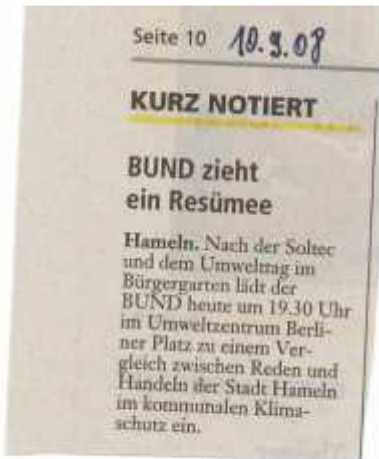 Seite 10 10.9.08
KURZ NOTIERT
BUND zieht
ein Resümee
Hameln. Nach der Soltec
und dem Umwelttag im
Bürgergarten lädt der
BUND heute um 19.30 Uhr
im Umweltzentrum Berli-
ner Platz zu einem Ver-
gleich zwischen Reden und
Handeln der Stadt Hameln
im kommunalen Klima-
schutz ein.